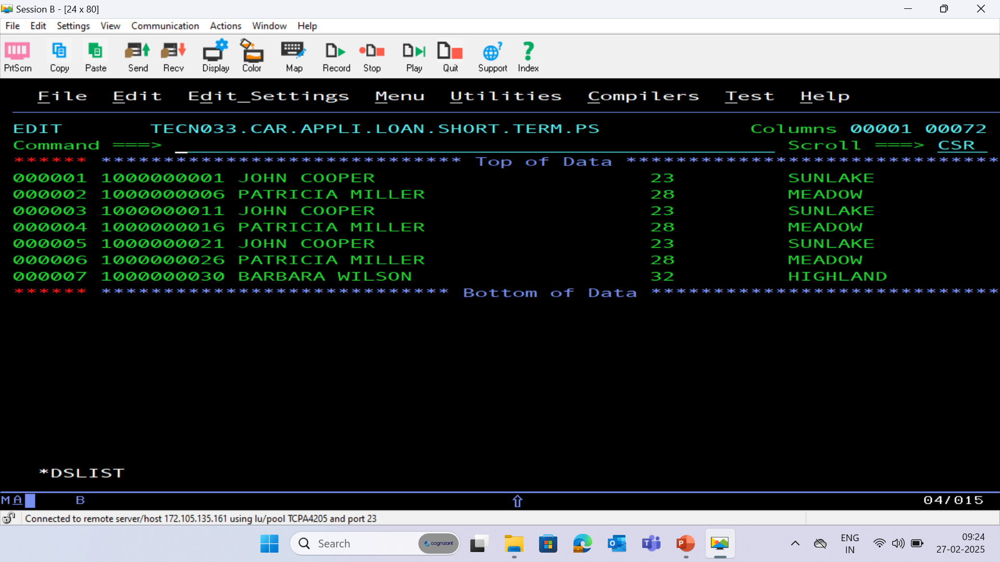 Session B - [24 x 80]
File Edit Settings View Communication Actions Window Help
PrtScrn Copy Paste Send Recv Display Color Map Record Stop Play Quit Support Index
File Edit Edit_Settings Menu Utilities Compilers Test Help
EDIT TECN033.CAR.APPLI.LOAN.SHORT.TERM.PS Columns 00001 00072
Command ===> Scroll ===> CSR
****** ***************************** Top of Data ******************************
000001 1000000001 JOHN COOPER 23 SUNLAKE
000002 1000000006 PATRICIA MILLER 28 MEADOW
000003 1000000011 JOHN COOPER 23 SUNLAKE
000004 1000000016 PATRICIA MILLER 28 MEADOW
000005 1000000021 JOHN COOPER 23 SUNLAKE
000006 1000000026 PATRICIA MILLER 28 MEADOW
000007 1000000030 BARBARA WILSON 32 HIGHLAND
****** **************************** Bottom of Data ****************************
*DSLIST
MA B 04/015
Connected to remote server/host 172.105.135.161 using lu/pool TCPA4205 and port 23
Search cognizant ENG 09:24
IN 27-02-2025